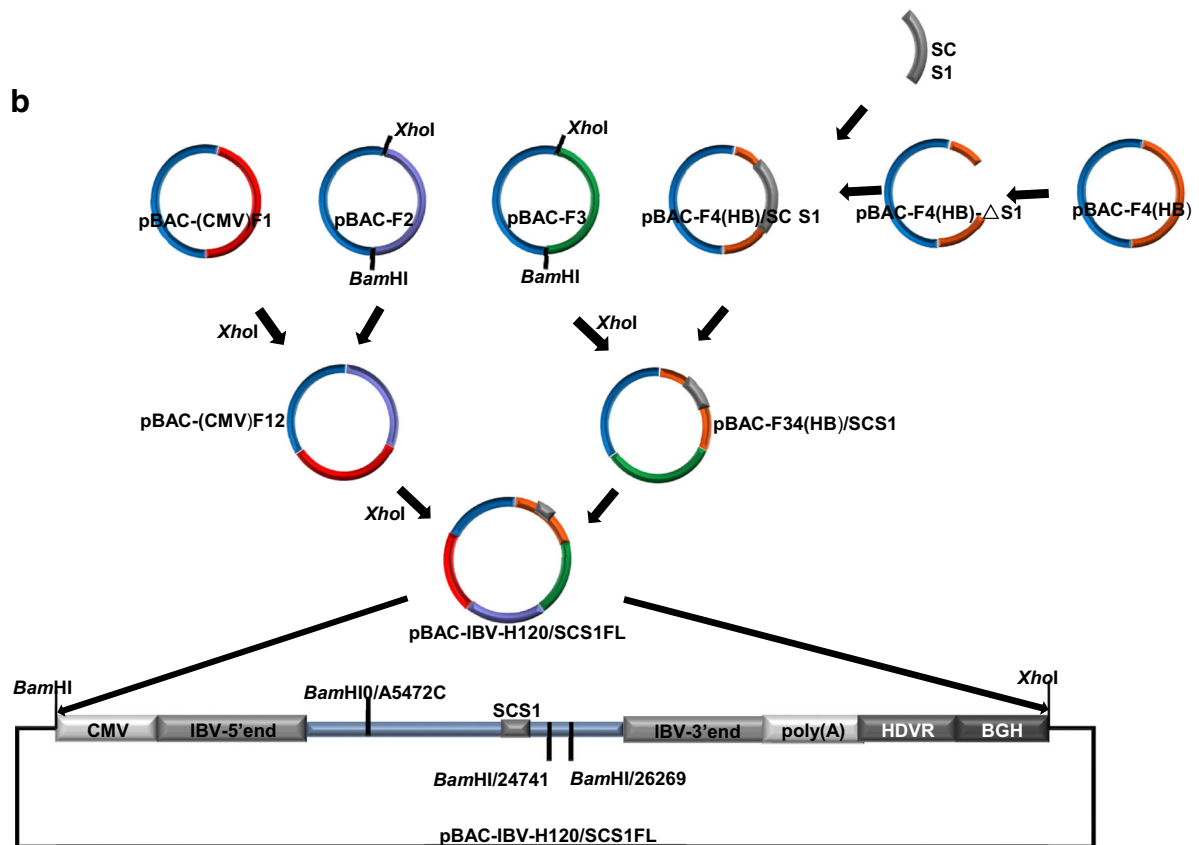 SC
S1
b
XhoI
XhoI
pBAC-(CMV)F1
pBAC-F2
pBAC-F3
pBAC-F4(HB)/SC S1
pBAC-F4(HB)-△S1
pBAC-F4(HB)
BamHI
BamHI
XhoI
XhoI
pBAC-(CMV)F12
pBAC-F34(HB)/SCS1
XhoI
pBAC-IBV-H120/SCS1FL
BamHI
BamHI0/A5472C
SCS1
XhoI
CMV
IBV-5'end
IBV-3'end
poly(A)
HDVR
BGH
BamHI/24741
BamHI/26269
pBAC-IBV-H120/SCS1FL